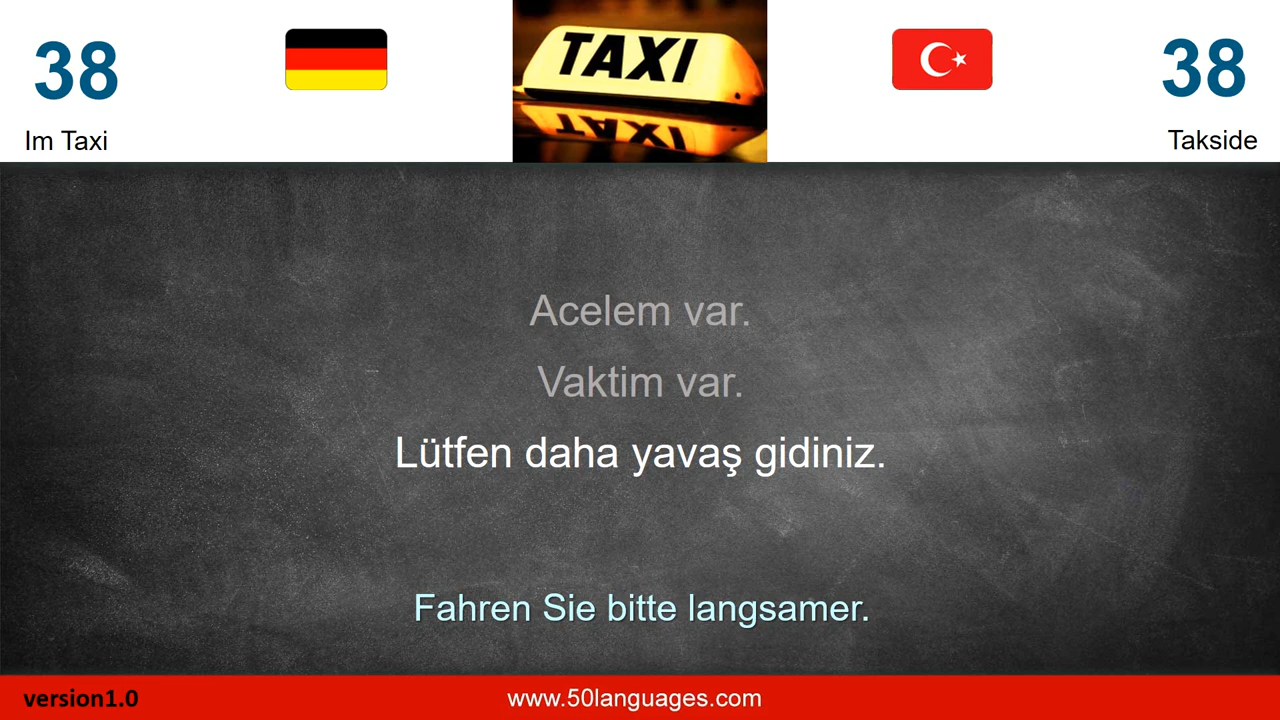 38
38
Im Taxi
TAXI
Takside
Acelem var.
Vaktim var.
Lütfen daha yavaş gidiniz.
Fahren Sie bitte langsamer.
version1.0
www.50languages.com